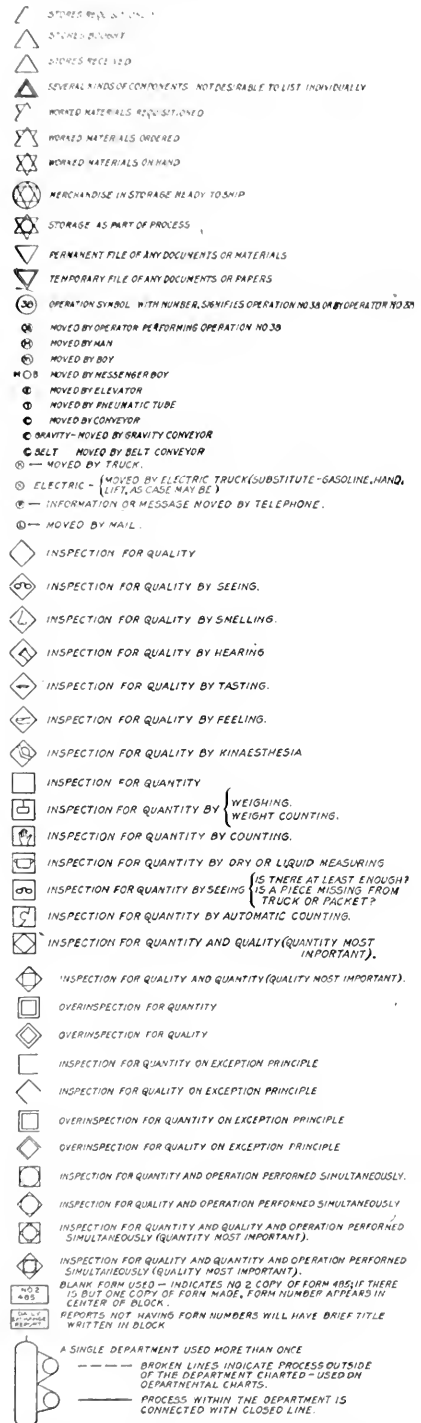 STORES REQUISITIONED
STORES BOUGHT
STORES RECEIVED
SEVERAL KINDS OF COMPONENTS NOT DESIRABLE TO LIST INDIVIDUALLY
WORKED MATERIALS REQUISITIONED
WORKED MATERIALS ORDERED
WORKED MATERIALS ON HAND
MERCHANDISE IN STORAGE READY TO SHIP
STORAGE AS PART OF PROCESS
PERMANENT FILE OF ANY DOCUMENTS OR MATERIALS
TEMPORARY FILE OF ANY DOCUMENTS OR PAPERS
38 OPERATION SYMBOL WITH NUMBER, SIGNIFIES OPERATION NO 38 OR BY OPERATOR NO 38
38 MOVED BY OPERATOR PERFORMING OPERATION NO 38
M MOVED BY MAN
MOVED BY BOY
M O B MOVED BY MESSENGER BOY
E MOVED BY ELEVATOR
MOVED BY PNEUMATIC TUBE
C MOVED BY CONVEYOR
C GRAVITY - MOVED BY GRAVITY CONVEYOR
C BELT MOVED BY BELT CONVEYOR
— MOVED BY TRUCK.
ELECTRIC - {MOVED BY ELECTRIC TRUCK (SUBSTITUTE - GASOLINE, HAND,
LIFT, AS CASE MAY BE)
— INFORMATION OR MESSAGE MOVED BY TELEPHONE.
— MOVED BY MAIL.
INSPECTION FOR QUALITY
INSPECTION FOR QUALITY BY SEEING.
INSPECTION FOR QUALITY BY SMELLING.
INSPECTION FOR QUALITY BY HEARING
INSPECTION FOR QUALITY BY TASTING.
INSPECTION FOR QUALITY BY FEELING.
INSPECTION FOR QUALITY BY KINAESTHESIA
INSPECTION FOR QUANTITY
INSPECTION FOR QUANTITY BY {WEIGHING.
WEIGHT COUNTING.
INSPECTION FOR QUANTITY BY COUNTING.
INSPECTION FOR QUANTITY BY DRY OR LIQUID MEASURING
INSPECTION FOR QUANTITY BY SEEING {IS THERE AT LEAST ENOUGH?
IS A PIECE MISSING FROM
TRUCK OR PACKET?
INSPECTION FOR QUANTITY BY AUTOMATIC COUNTING.
INSPECTION FOR QUANTITY AND QUALITY (QUANTITY MOST
IMPORTANT).
INSPECTION FOR QUALITY AND QUANTITY (QUALITY MOST IMPORTANT).
OVERINSPECTION FOR QUANTITY
OVERINSPECTION FOR QUALITY
INSPECTION FOR QUANTITY ON EXCEPTION PRINCIPLE
INSPECTION FOR QUALITY ON EXCEPTION PRINCIPLE
OVERINSPECTION FOR QUANTITY ON EXCEPTION PRINCIPLE
OVERINSPECTION FOR QUALITY ON EXCEPTION PRINCIPLE
INSPECTION FOR QUANTITY AND OPERATION PERFORMED SIMULTANEOUSLY.
INSPECTION FOR QUALITY AND OPERATION PERFORMED SIMULTANEOUSLY
INSPECTION FOR QUANTITY AND QUALITY AND OPERATION PERFORMED
SIMULTANEOUSLY (QUANTITY MOST IMPORTANT).
INSPECTION FOR QUALITY AND QUANTITY AND OPERATION PERFORMED
SIMULTANEOUSLY (QUALITY MOST IMPORTANT).
NO 2
485
BLANK FORM USED - INDICATES NO 2 COPY OF FORM 485; IF THERE
IS BUT ONE COPY OF FORM MADE, FORM NUMBER APPEARS IN
CENTER OF BLOCK.
DAILY
EXCHANGE
REPORT
REPORTS NOT HAVING FORM NUMBERS WILL HAVE BRIEF TITLE
WRITTEN IN BLOCK
A SINGLE DEPARTMENT USED MORE THAN ONCE
BROKEN LINES INDICATE PROCESS OUTSIDE
OF THE DEPARTMENT CHARTED - USED ON
DEPARTMENTAL CHARTS.
PROCESS WITHIN THE DEPARTMENT IS
CONNECTED WITH CLOSED LINE.